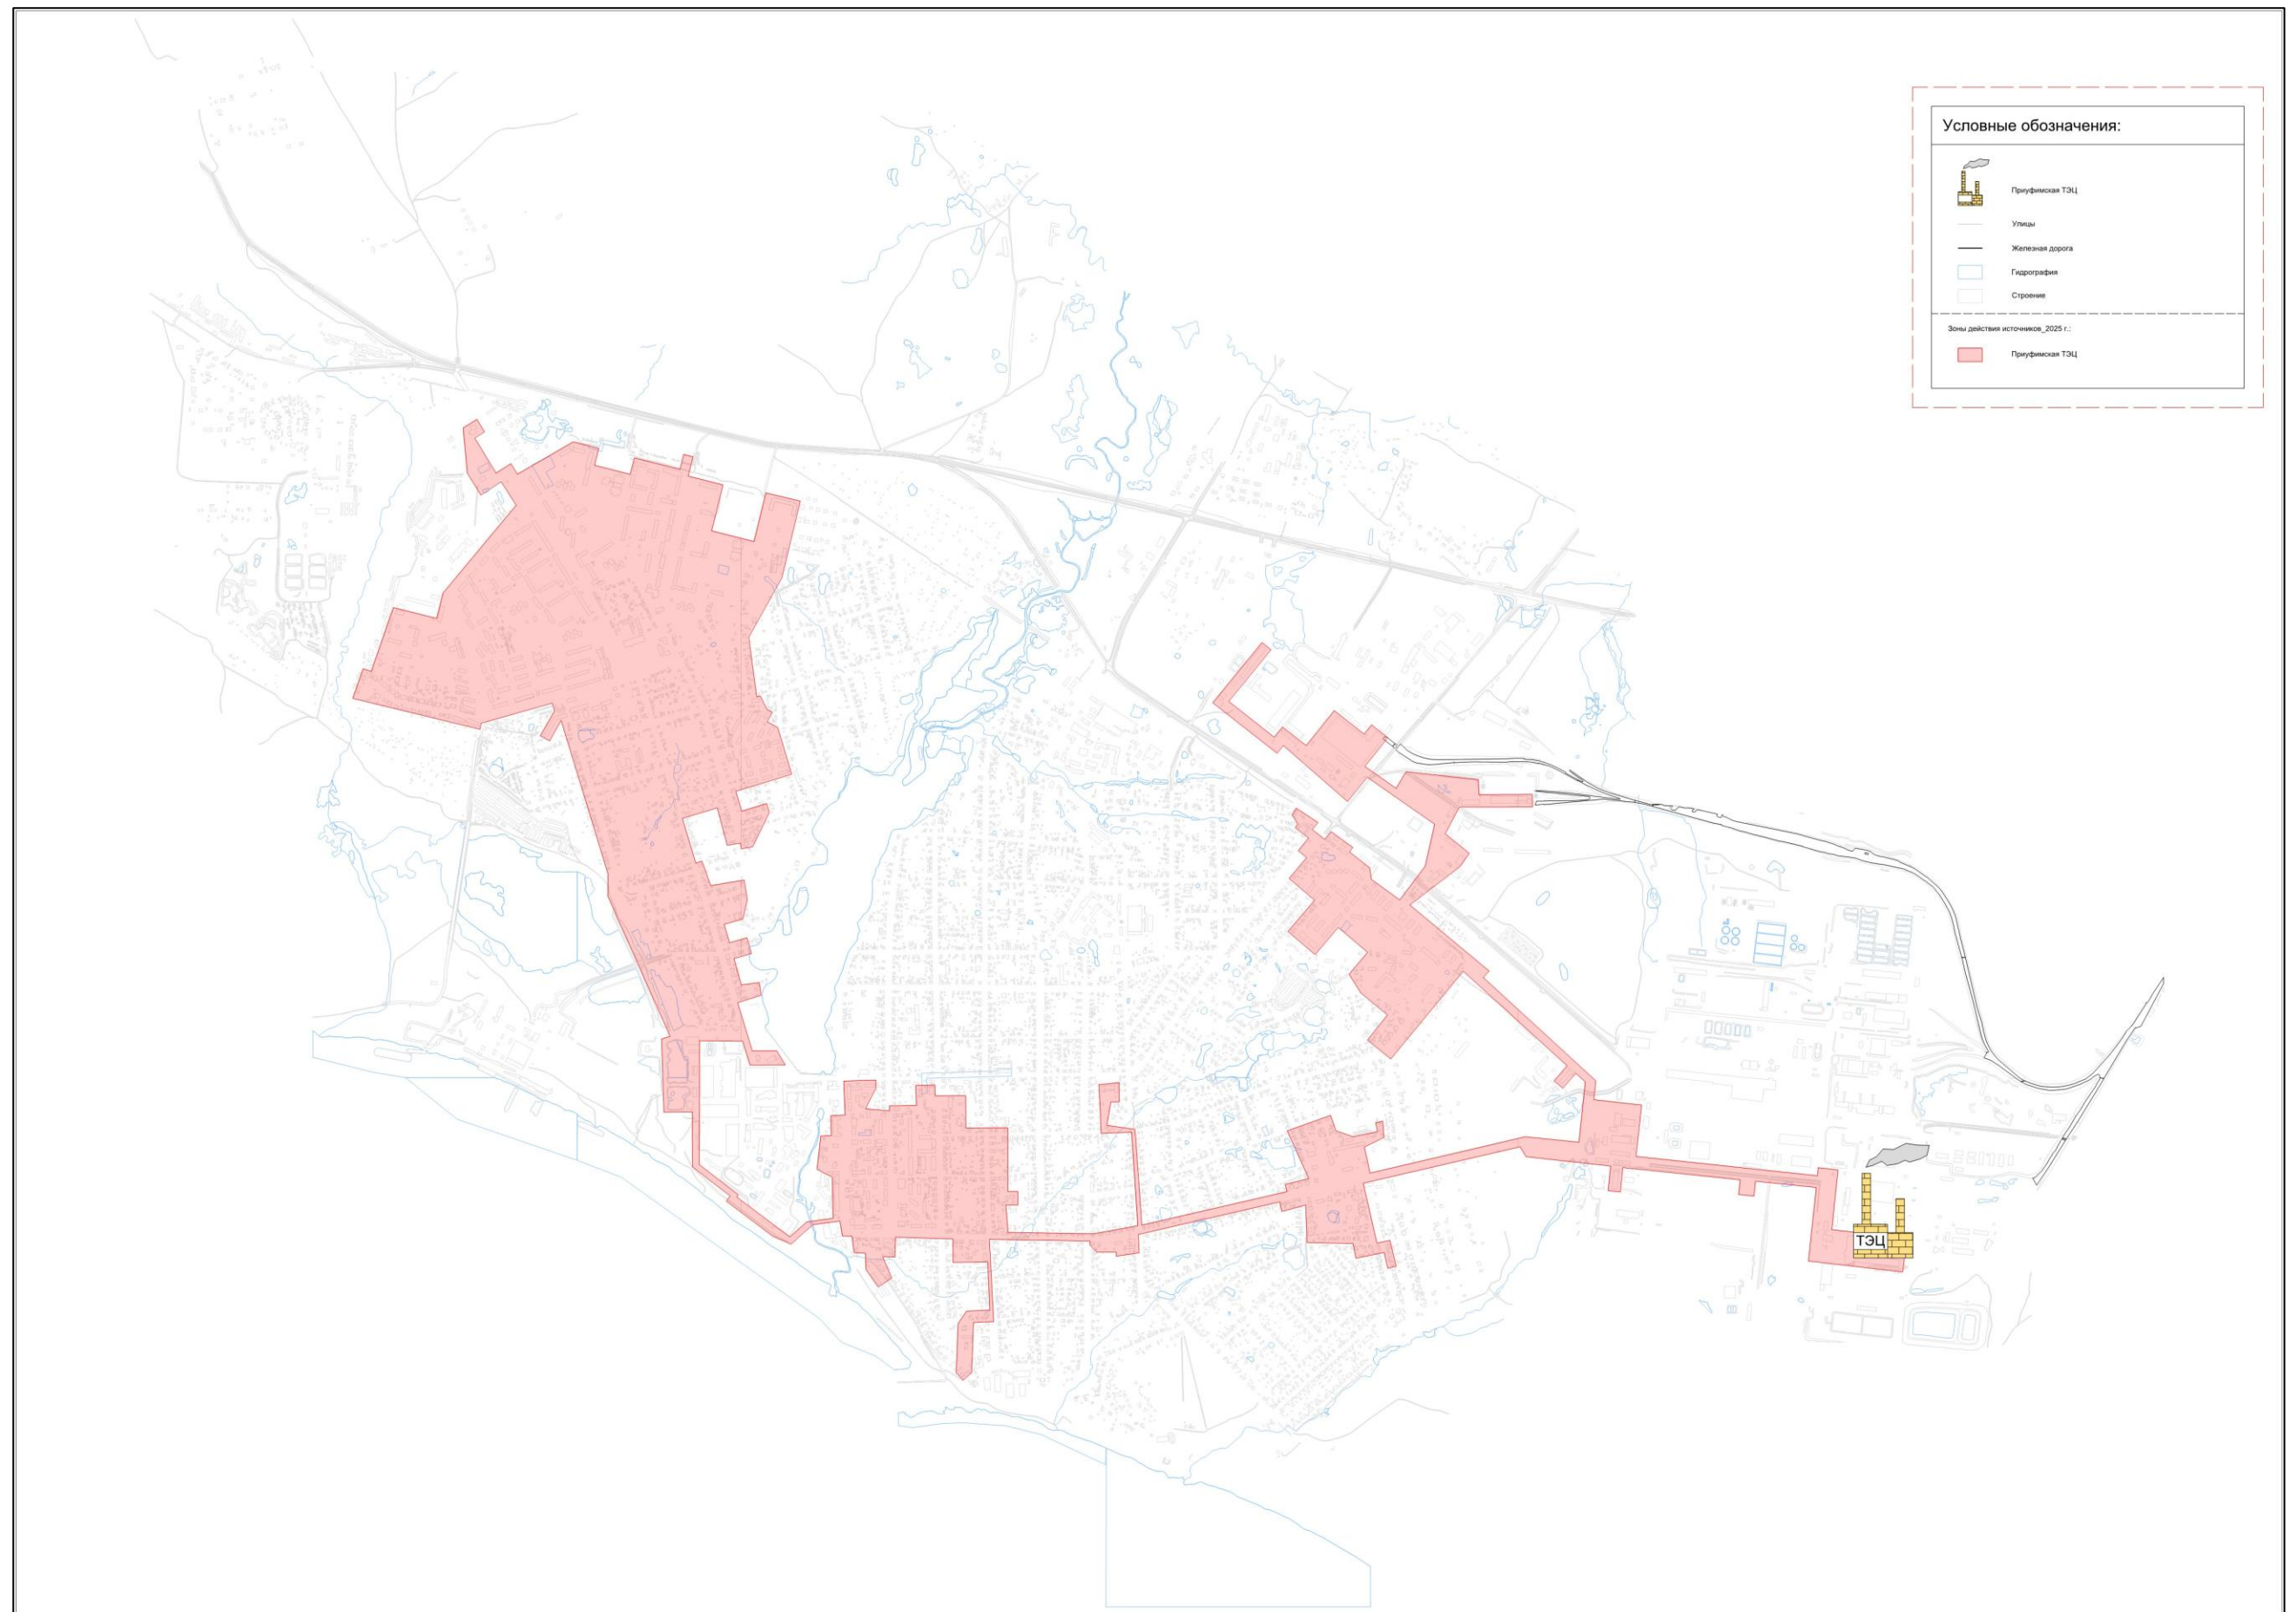 Условные обозначения:
Приуфимская ТЭЦ
Улицы
Железная дорога
Гидрография
Строение
Зоны действия источников_2025 г.:
Приуфимская ТЭЦ
ТЭЦ